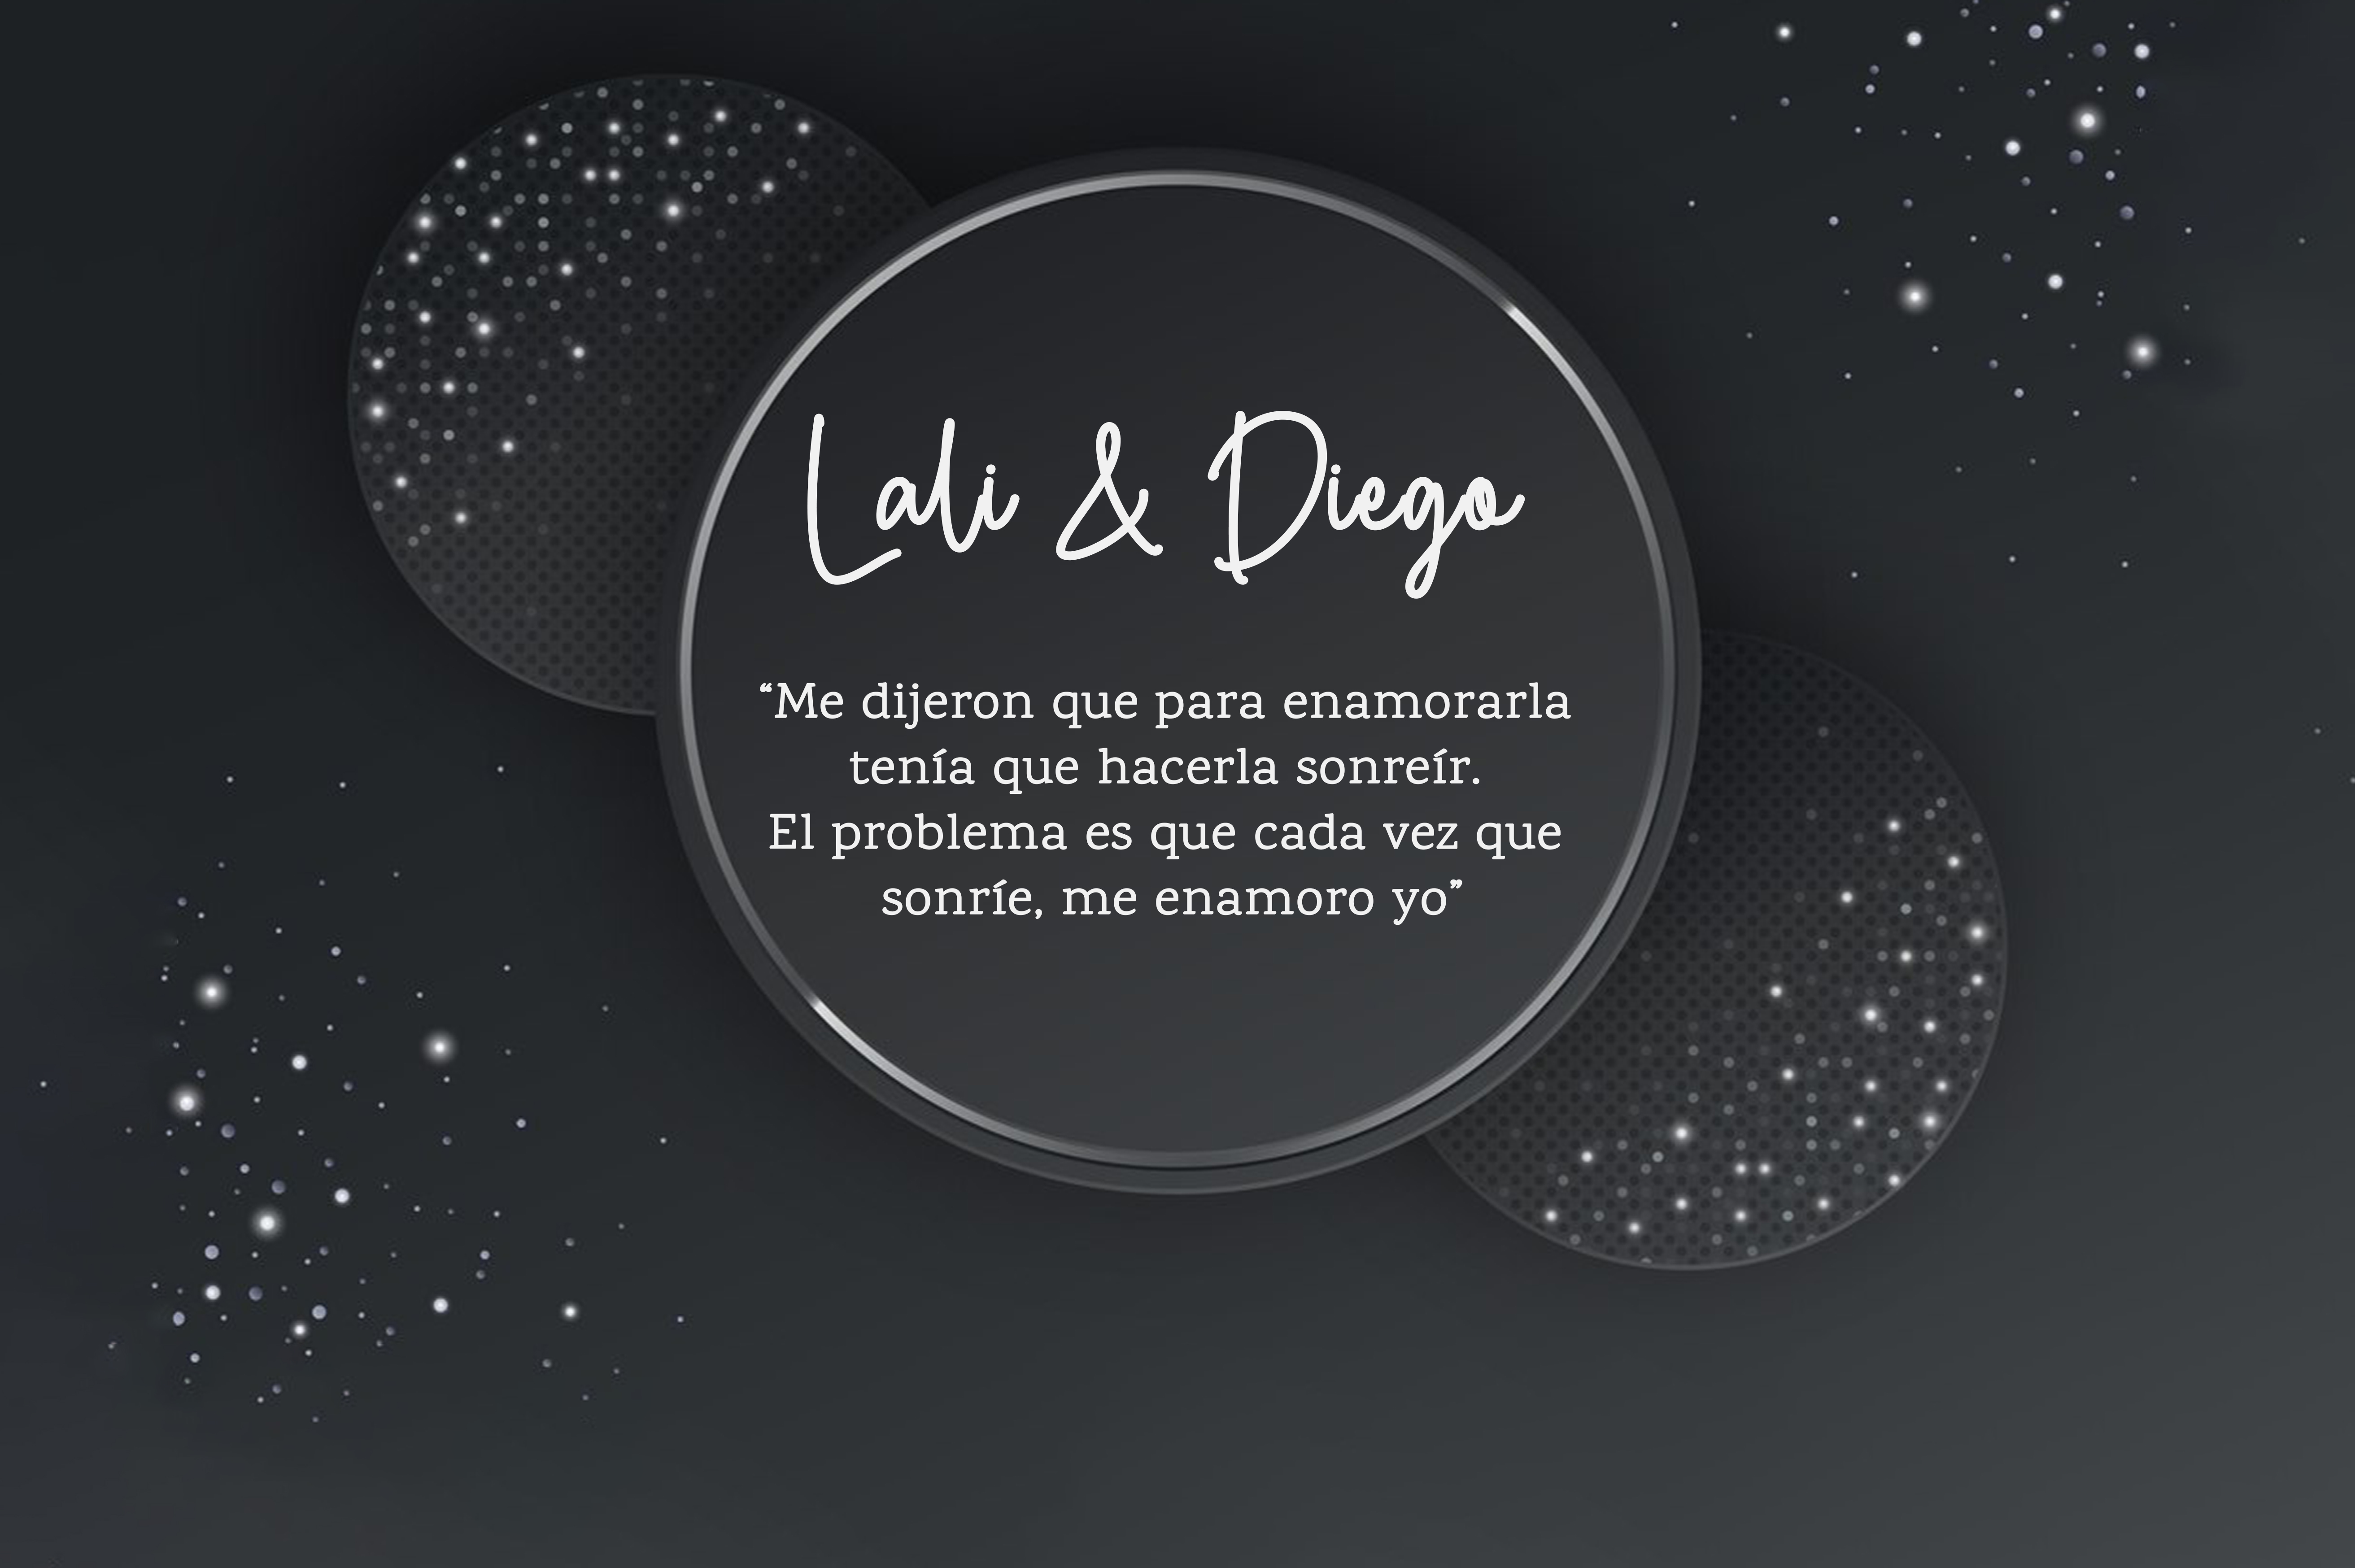 Lali & Diego
“Me dijeron que para enamorarla
tenía que hacerla sonreír.
El problema es que cada vez que
sonríe, me enamoro yo”